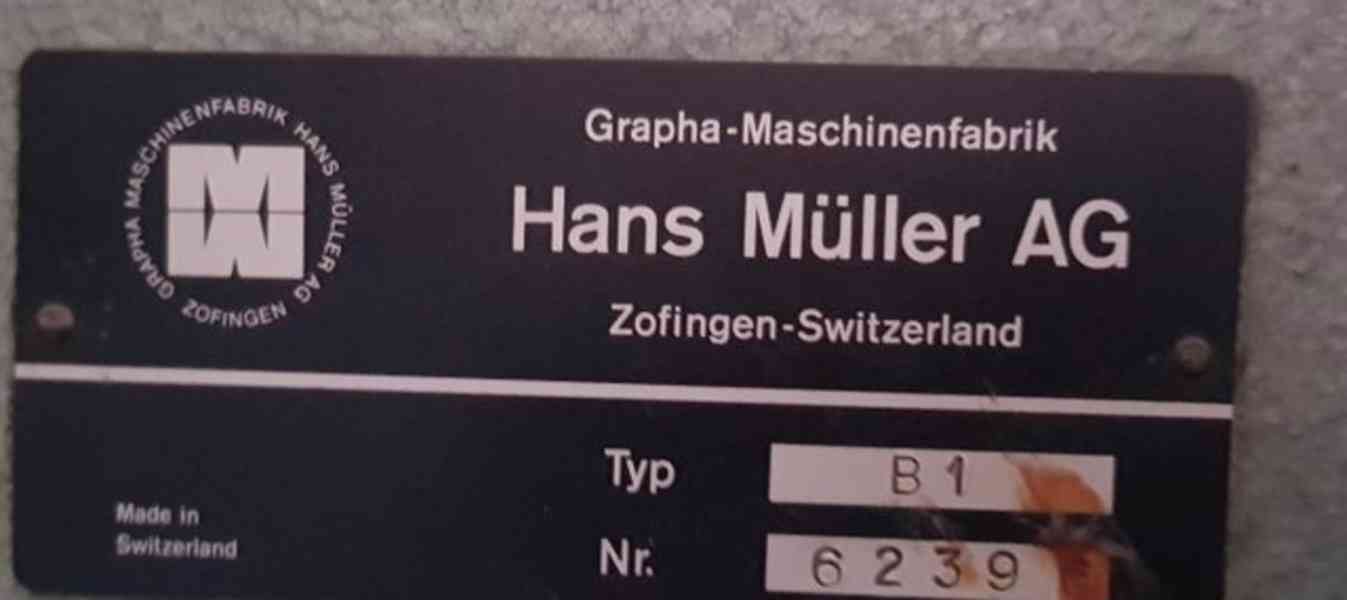 GRAPHA MASCHINENFABRIK HANS MÜLLER AG
ZOFINGEN
Grapha-Maschinenfabrik
Hans Müller AG
Zofingen-Switzerland
Typ B1
Nr. 6239
Made in
Switzerland